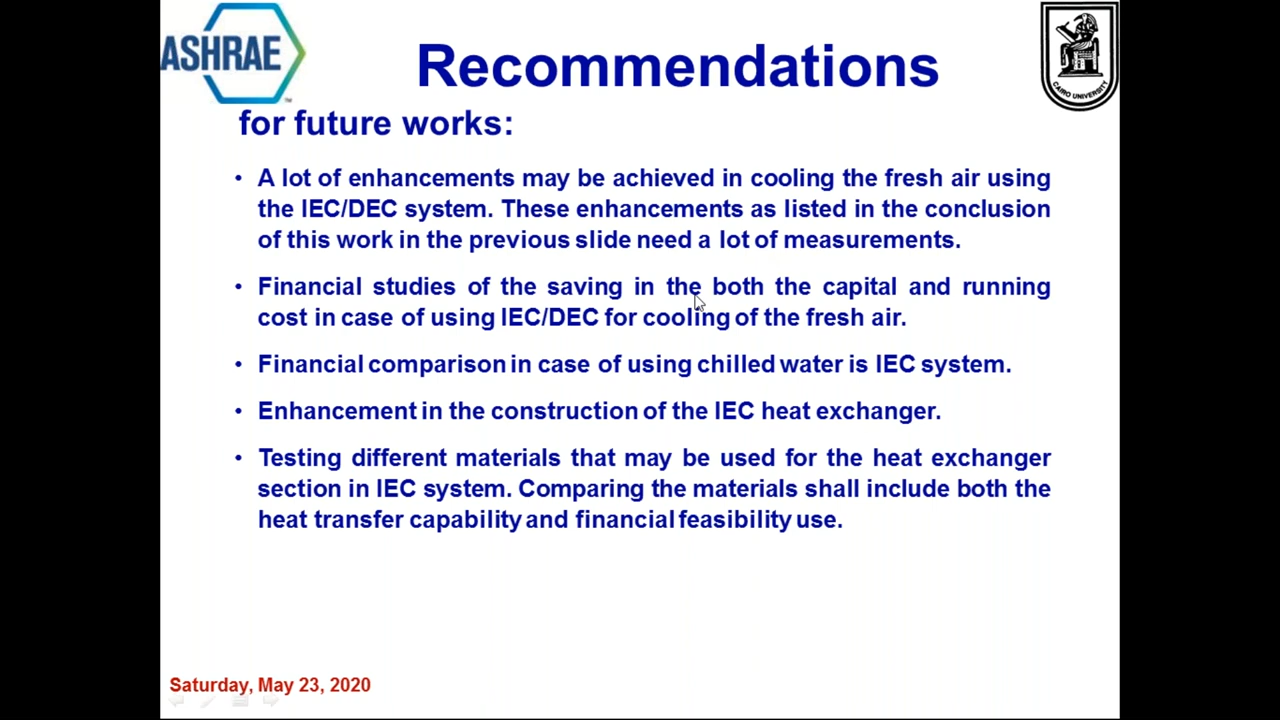 ASHRAE
CAIRO UNIVERSITY
Recommendations
for future works:
• A lot of enhancements may be achieved in cooling the fresh air using
the IEC/DEC system. These enhancements as listed in the conclusion
of this work in the previous slide need a lot of measurements.
• Financial studies of the saving in the both the capital and running
cost in case of using IEC/DEC for cooling of the fresh air.
• Financial comparison in case of using chilled water is IEC system.
• Enhancement in the construction of the IEC heat exchanger.
• Testing different materials that may be used for the heat exchanger
section in IEC system. Comparing the materials shall include both the
heat transfer capability and financial feasibility use.
Saturday, May 23, 2020